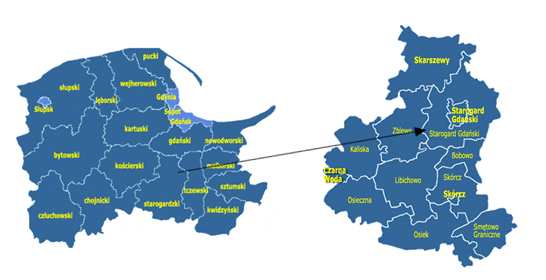 pucki
wejherowski
słupski
lęborski
Gdynia
Słupsk
Sopot
Gdańsk
kartuski
gdański
nowodworski
bytowski
kościerski
malborski
tczewski
sztumski
chojnicki
starogardzki
kwidzyński
człuchowski
Skarszewy
Starogard
Gdański
Zblewo
Starogard Gdański
Kaliska
Bobowo
Czarna
Woda
Libichowo
Skórcz
Skórcz
Osieczna
Osiek
Smętowo
Graniczne